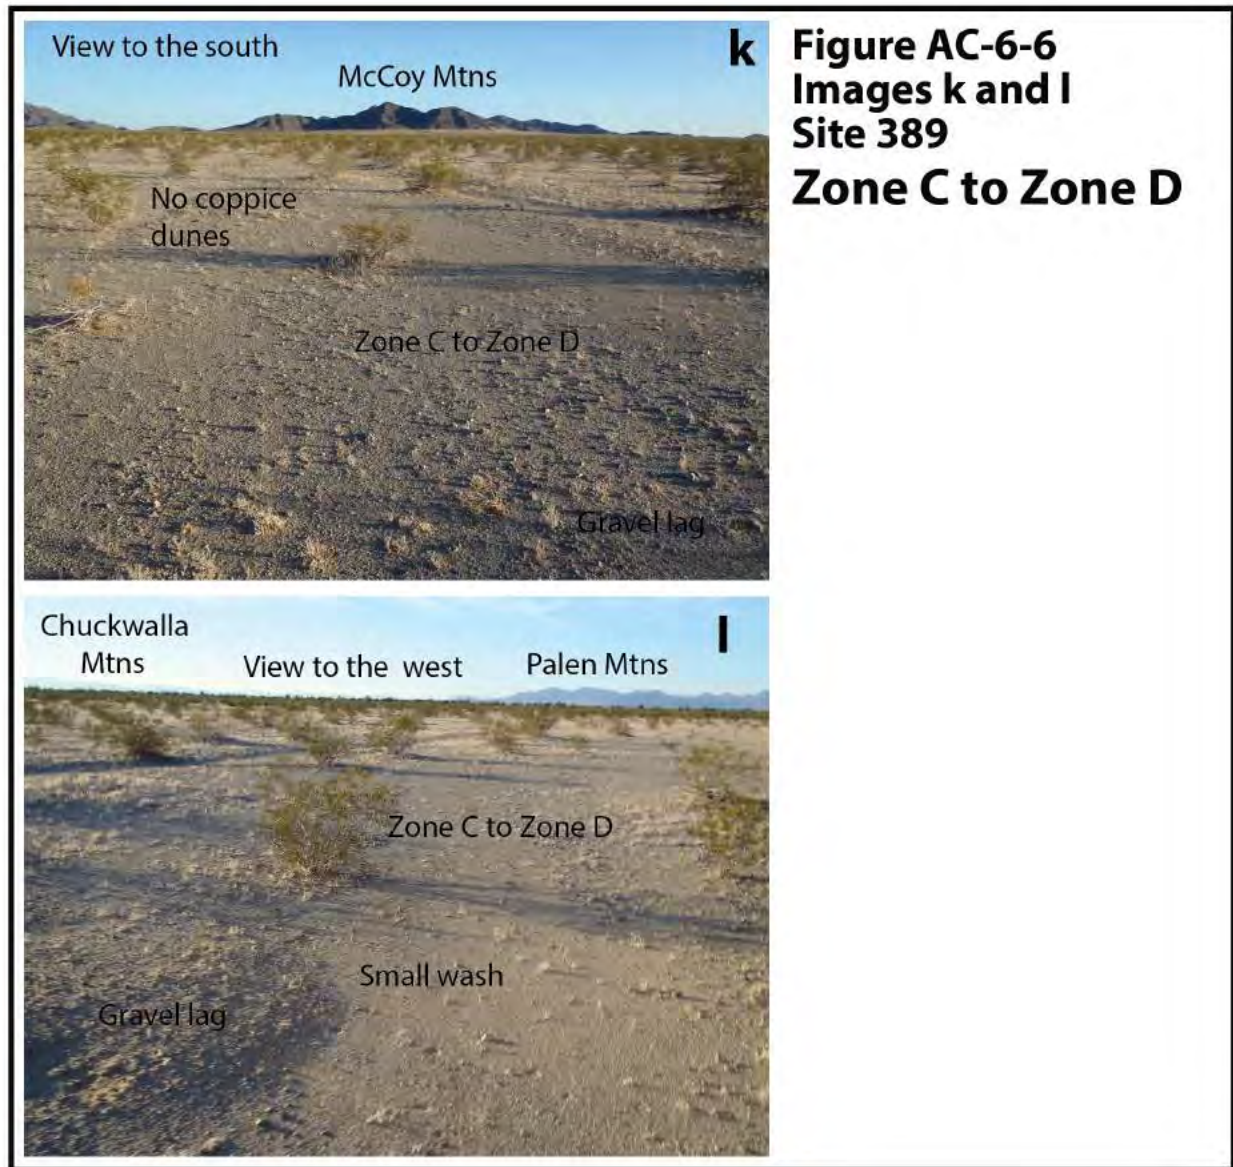 View to the south
k
McCoy Mtns
No coppice
dunes
Zone C to Zone D
Gravel lag
Figure AC-6-6
Images k and l
Site 389
Zone C to Zone D
Chuckwalla
Mtns
View to the west
Palen Mtns
l
Zone C to Zone D
Small wash
Gravel lag